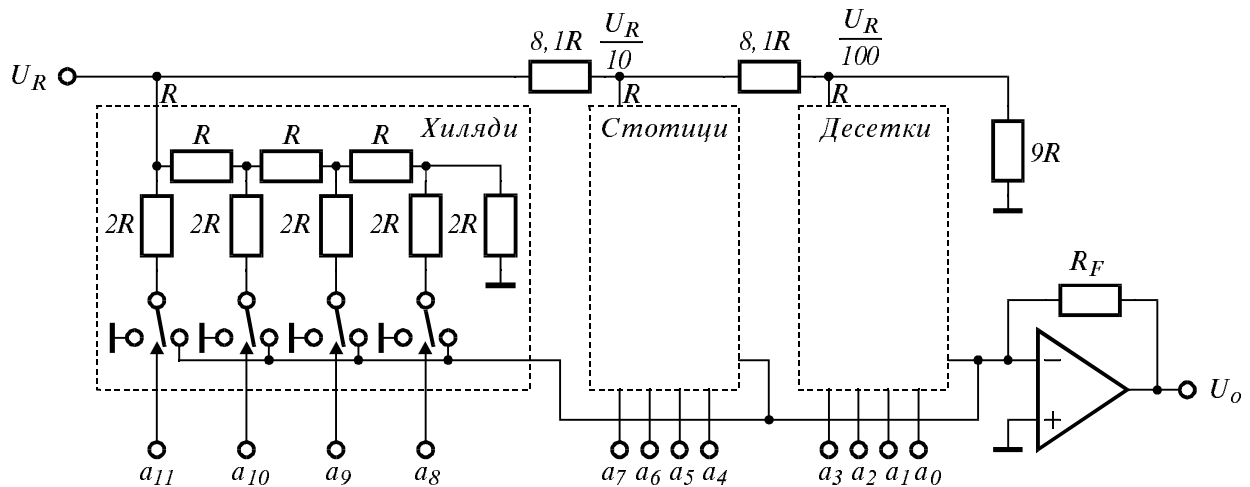 U_R
8,1R
U_R/10
8,1R
U_R/100
R
R
R
Хиляди
Стотици
Десетки
R
R
R
9R
2R
2R
2R
2R
2R
R_F
U_o
a_11
a_10
a_9
a_8
a_7
a_6
a_5
a_4
a_3
a_2
a_1
a_0